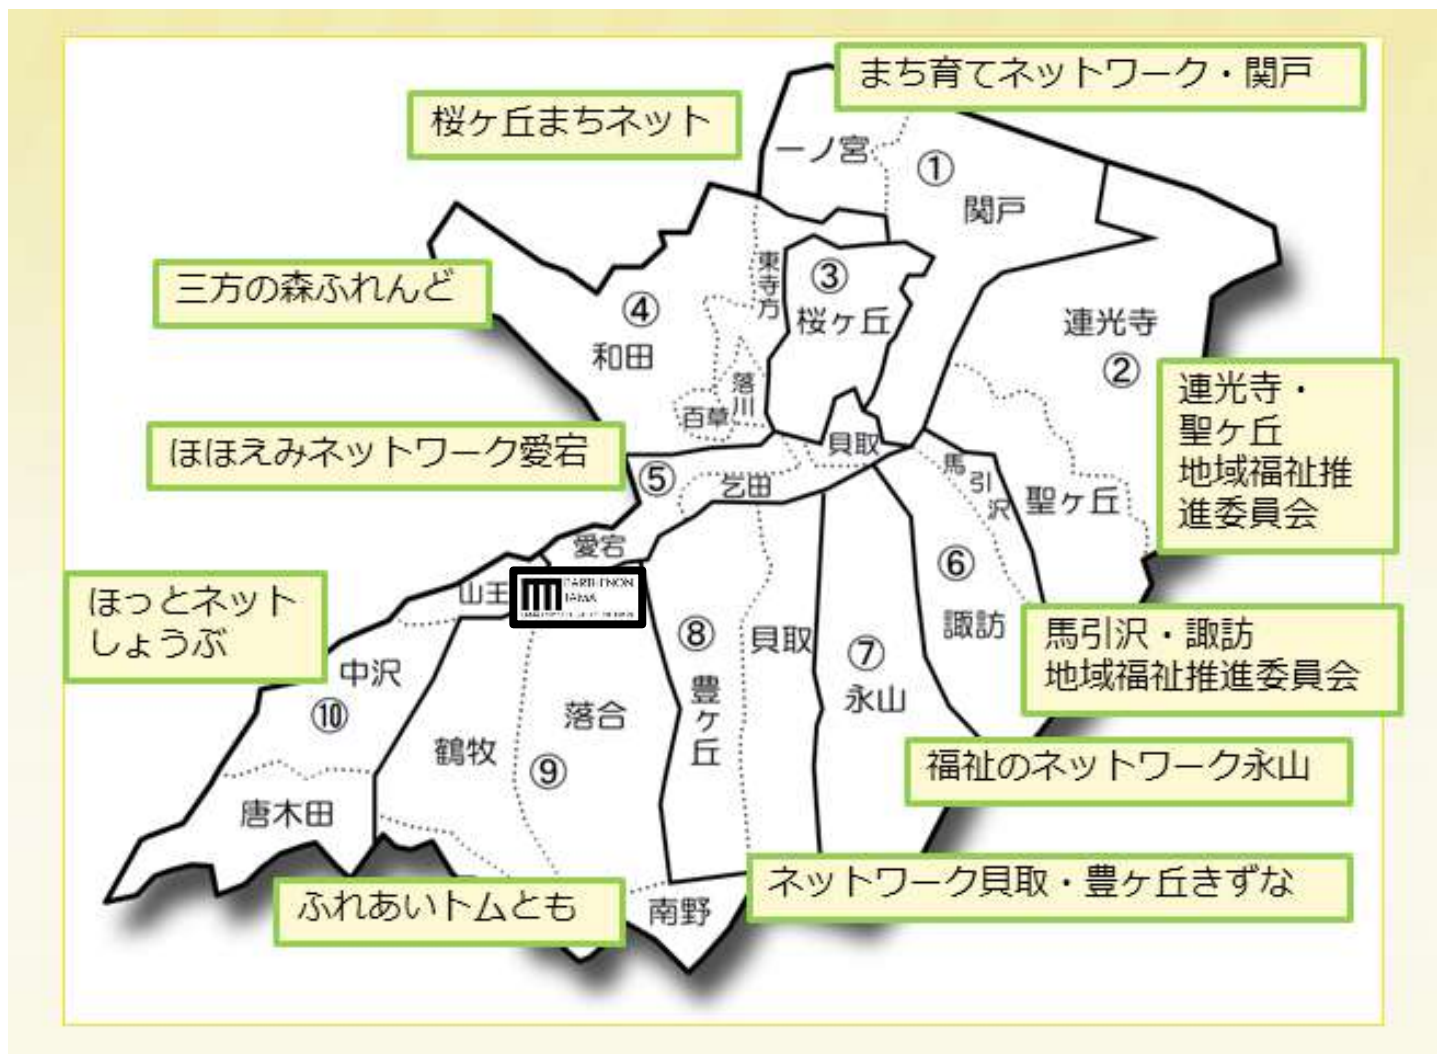 まち育てネットワーク・関戸
桜ヶ丘まちネット
一ノ宮
①
関戸
三方の森ふれんど
東寺方
③
桜ヶ丘
④
和田
連光寺
②
連光寺・
聖ヶ丘
地域福祉推
進委員会
落川
百草
ほほえみネットワーク愛宕
貝取
⑤
乞田
馬引沢
聖ヶ丘
愛宕
⑥
諏訪
山王
PARTHENON
TAMA
ほっとネット
しょうぶ
中沢
⑩
⑧
豊ヶ丘
貝取
⑦
永山
馬引沢・諏訪
地域福祉推進委員会
落合
鶴牧
⑨
福祉のネットワーク永山
唐木田
ネットワーク貝取・豊ヶ丘きずな
ふれあいトムとも
南野